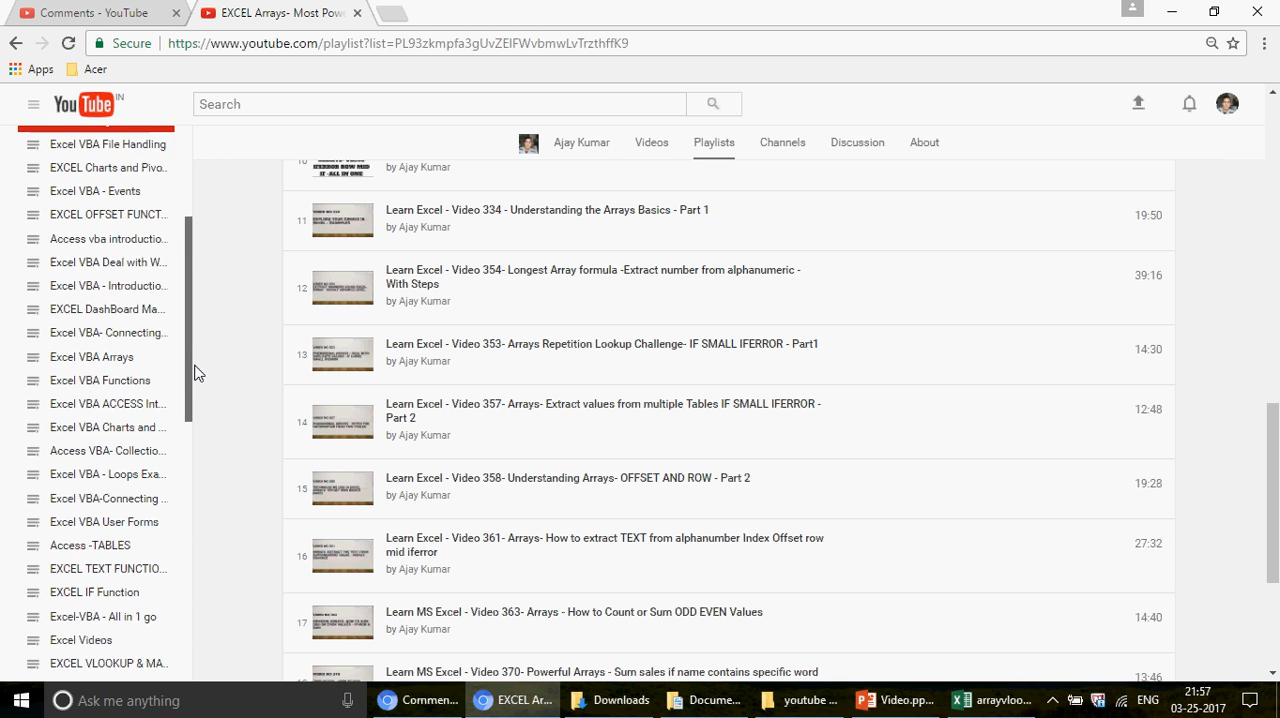 Comments - YouTube
EXCEL Arrays- Most Pow
Secure
https://www.youtube.com/playlist?list=PL93zkmpfa3gUvZElFWvbmwLvTrzthffK9
Apps
Acer
YouTube IN
Search
Ajay Kumar
Videos
Playlists
Channels
Discussion
About
Excel VBA File Handling
EXCEL Charts and Pivo...
Excel VBA - Events
EXCEL OFFSET FUNCT...
Access vba introductio...
Excel VBA Deal with W...
Excel VBA - Introductio...
EXCEL DashBoard Ma...
Excel VBA- Connecting...
Excel VBA Arrays
Excel VBA Functions
Excel VBA ACCESS Int...
Excel VBA Charts and ...
Access VBA- Collectio...
Excel VBA - Loops Exa...
Excel VBA-Connecting ...
Excel VBA User Forms
Access -TABLES
EXCEL TEXT FUNCTIO...
EXCEL IF Function
Excel-VBA - All in 1 go
Excel Videos
EXCEL VLOOKUP & MA...
10
by Ajay Kumar
11
Learn Excel - Video 334 - Understanding the Arrays Basics - Part 1
by Ajay Kumar
19:50
12
Learn Excel - Video 354- Longest Array formula -Extract number from alphanumeric -
With Steps
by Ajay Kumar
39:16
13
Learn Excel - Video 353- Arrays Repetition Lookup Challenge- IF SMALL IFERROR - Part1
by Ajay Kumar
14:30
14
Learn Excel - Video 357- Arrays- Extract values from multiple Tables IF SMALL IFERROR -
Part 2
by Ajay Kumar
12:48
15
Learn Excel - Video 358- Understanding Arrays- OFFSET AND ROW - Part 2
by Ajay Kumar
19:28
16
Learn Excel - Video 361- Arrays- How to extract TEXT from alphanumeric- Index Offset row
mid iferror
by Ajay Kumar
27:32
17
Learn MS Excel - Video 363- Arrays - How to Count or Sum ODD EVEN Values
by Ajay Kumar
14:40
Learn MS Excel - Video 370- Powerful Arrays - Sum sales if name contains specific word
13:46
Ask me anything
Commen...
EXCEL Ar...
Downloads
Docume...
youtube ...
Video.pp...
arrayvloo...
ENG
21:57
03-25-2017